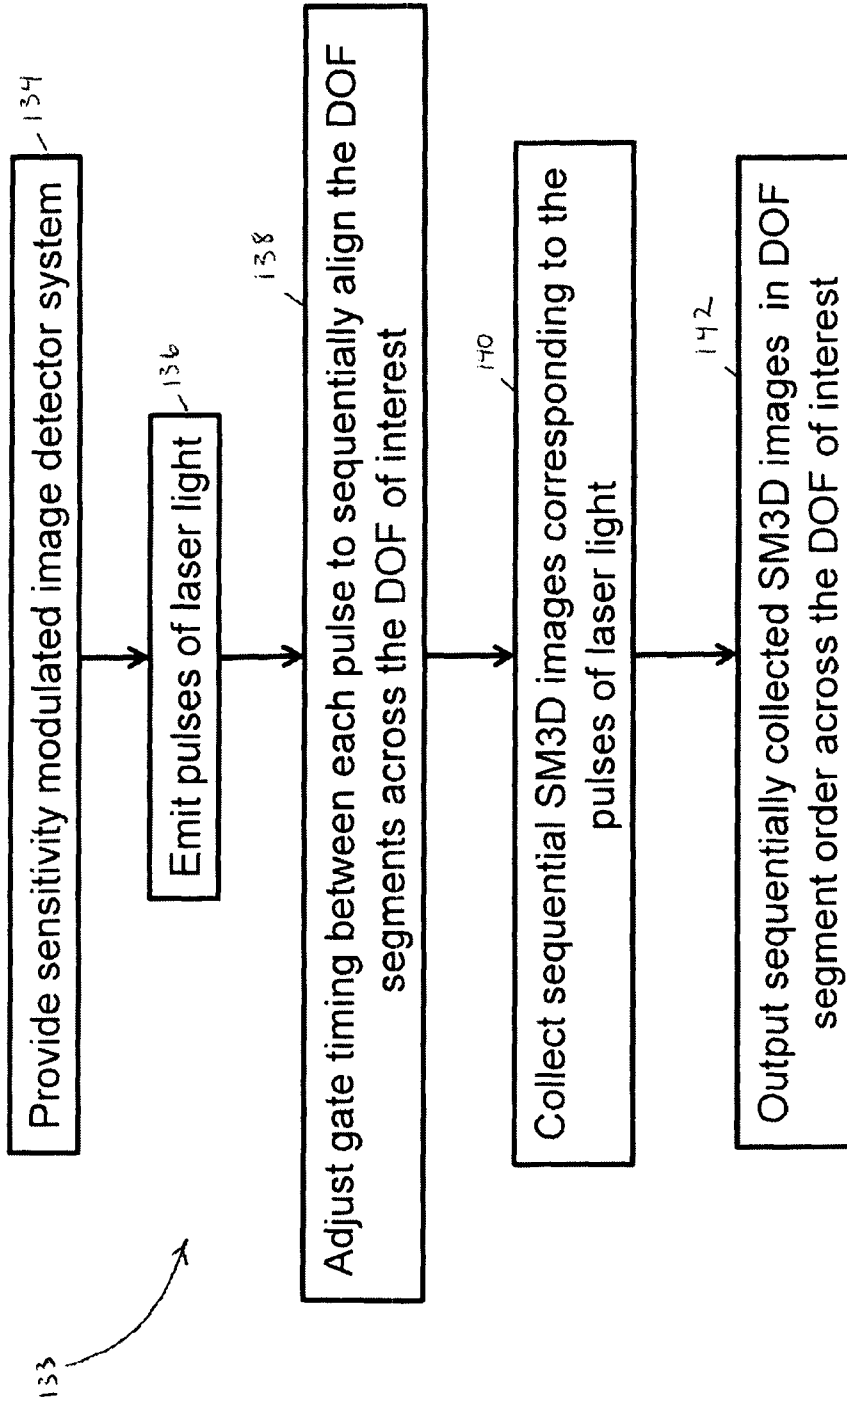 133
134
Provide sensitivity modulated image detector system
136
Emit pulses of laser light
138
Adjust gate timing between each pulse to sequentially align the DOF
segments across the DOF of interest
140
Collect sequential SM3D images corresponding to the
pulses of laser light
142
Output sequentially collected SM3D images in DOF
segment order across the DOF of interest